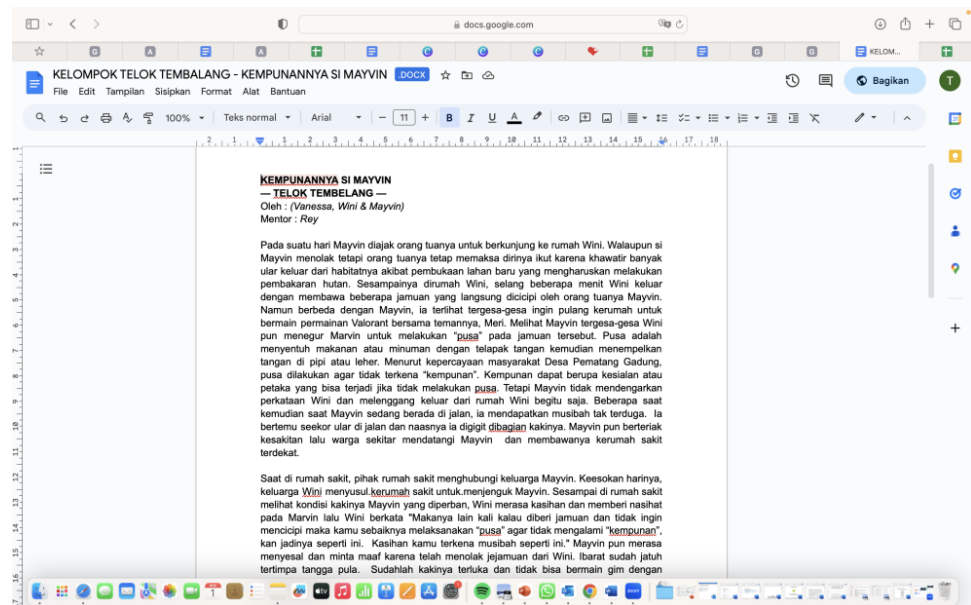 docs.google.com
KELOM...
KELOMPOK TELOK TEMBALANG - KEMPUNANNYA SI MAYVIN .DOCX
Bagikan
T
File Edit Tampilan Sisipkan Format Alat Bantuan
100% Teks normal Arial 11 B I U A
KEMPUNANNYA SI MAYVIN
— TELOK TEMBELANG —
Oleh : (Vanessa, Wini & Mayvin)
Mentor : Rey
Pada suatu hari Mayvin diajak orang tuanya untuk berkunjung ke rumah Wini. Walaupun si
Mayvin menolak tetapi orang tuanya tetap memaksa dirinya ikut karena khawatir banyak
ular keluar dari habitatnya akibat pembukaan lahan baru yang mengharuskan melakukan
pembakaran hutan. Sesampainya dirumah Wini, selang beberapa menit Wini keluar
dengan membawa beberapa jamuan yang langsung dicicipi oleh orang tuanya Mayvin.
Namun berbeda dengan Mayvin, ia terlihat tergesa-gesa ingin pulang kerumah untuk
bermain permainan Valorant bersama temannya, Meri. Melihat Mayvin tergesa-gesa Wini
pun menegur Marvin untuk melakukan “pusa” pada jamuan tersebut. Pusa adalah
menyentuh makanan atau minuman dengan telapak tangan kemudian menempelkan
tangan di pipi atau leher. Menurut kepercayaan masyarakat Desa Pematang Gadung,
pusa dilakukan agar tidak terkena “kempunan”. Kempunan dapat berupa kesialan atau
petaka yang bisa terjadi jika tidak melakukan pusa. Tetapi Mayvin tidak mendengarkan
perkataan Wini dan melenggang keluar dari rumah Wini begitu saja. Beberapa saat
kemudian saat Mayvin sedang berada di jalan, ia mendapatkan musibah tak terduga. Ia
bertemu seekor ular di jalan dan naasnya ia digigit dibagian kakinya. Mayvin pun berteriak
kesakitan lalu warga sekitar mendatangi Mayvin dan membawanya kerumah sakit
terdekat.
Saat di rumah sakit, pihak rumah sakit menghubungi keluarga Mayvin. Keesokan harinya,
keluarga Wini menyusul.kerumah sakit untuk.menjenguk Mayvin. Sesampai di rumah sakit
melihat kondisi kakinya Mayvin yang diperban, Wini merasa kasihan dan memberi nasihat
pada Marvin lalu Wini berkata "Makanya lain kali kalau diberi jamuan dan tidak ingin
mencicipi maka kamu sebaiknya melaksanakan “pusa” agar tidak mengalami “kempunan”,
kan jadinya seperti ini. Kasihan kamu terkena musibah seperti ini." Mayvin pun merasa
menyesal dan minta maaf karena telah menolak jejamuan dari Wini. Ibarat sudah jatuh
tertimpa tangga pula. Sudahlah kakinya terluka dan tidak bisa bermain gim dengan